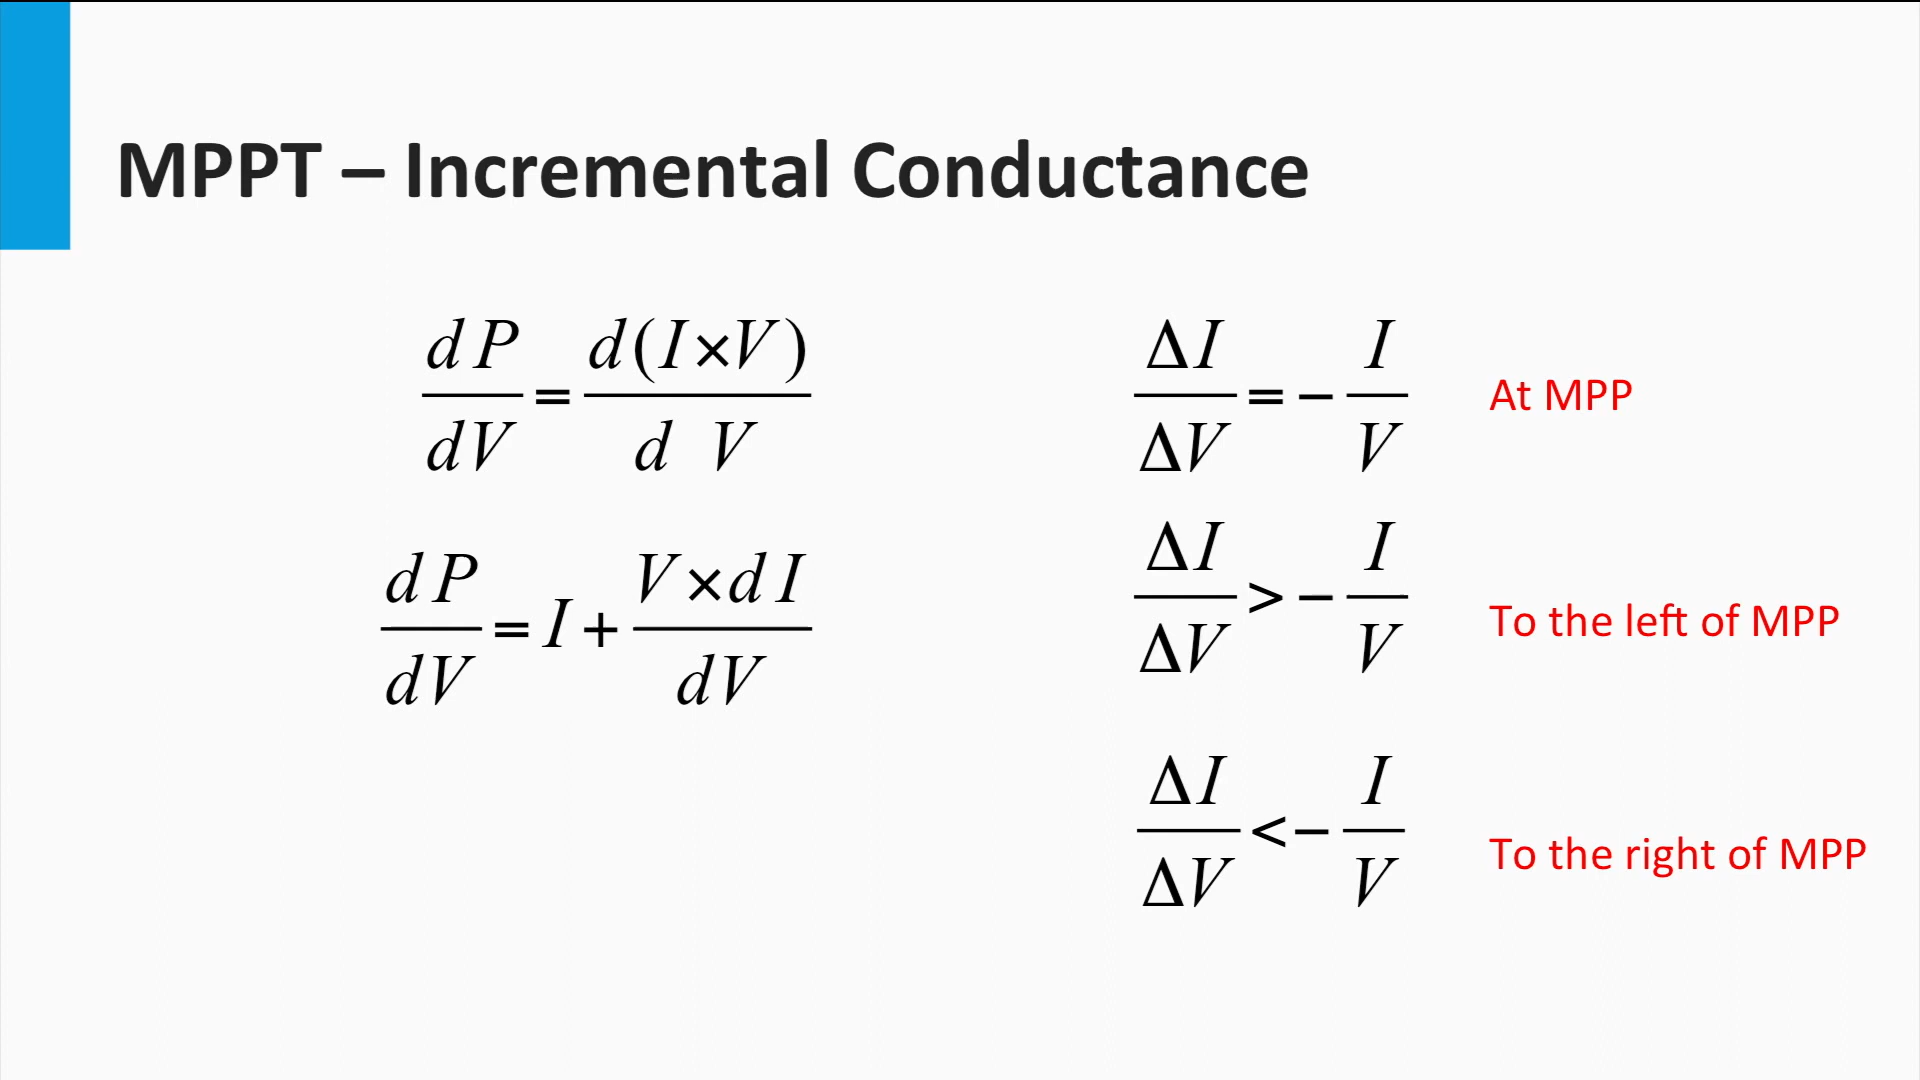 MPPT – Incremental Conductance
dP/dV = d(I×V)/d V
dP/dV = I + V×dI/dV
ΔI/ΔV = − I/V At MPP
ΔI/ΔV > − I/V To the left of MPP
ΔI/ΔV < − I/V To the right of MPP